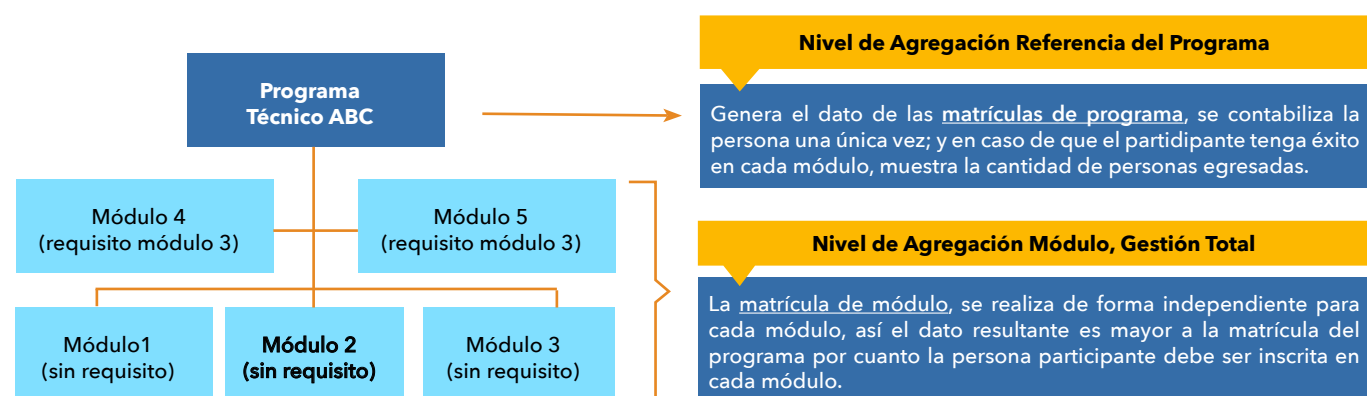 Programa
Técnico ABC
Módulo 4
(requisito módulo 3)
Módulo 5
(requisito módulo 3)
Módulo1
(sin requisito)
Módulo 2
(sin requisito)
Módulo 3
(sin requisito)
Nivel de Agregación Referencia del Programa
Genera el dato de las matrículas de programa, se contabiliza la
persona una única vez; y en caso de que el partidipante tenga éxito
en cada módulo, muestra la cantidad de personas egresadas.
Nivel de Agregación Módulo, Gestión Total
La matrícula de módulo, se realiza de forma independiente para
cada módulo, así el dato resultante es mayor a la matrícula del
programa por cuanto la persona participante debe ser inscrita en
cada módulo.